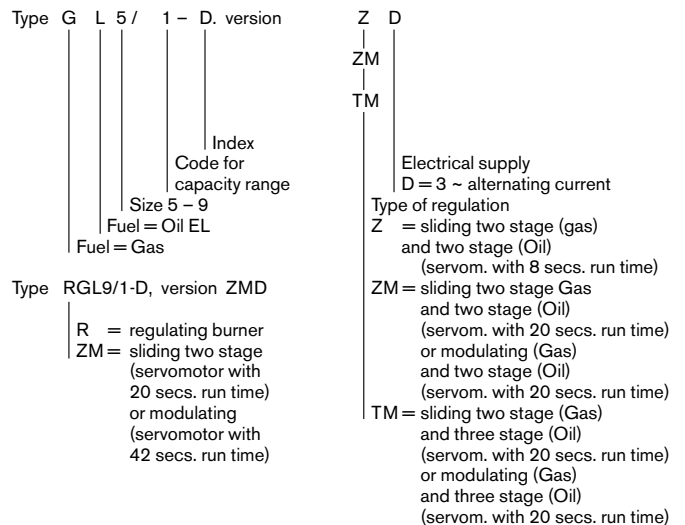 Type G L 5 / 1 – D. version
Index
Code for
capacity range
Size 5 – 9
Fuel = Oil EL
Fuel = Gas
Type RGL9/1-D, version ZMD
R = regulating burner
ZM = sliding two stage
(servomotor with
20 secs. run time)
or modulating
(servomotor with
42 secs. run time)
Z D
ZM
TM
Electrical supply
D = 3 ~ alternating current
Type of regulation
Z = sliding two stage (gas)
and two stage (Oil)
(servom. with 8 secs. run time)
ZM = sliding two stage Gas
and two stage (Oil)
(servom. with 20 secs. run time)
or modulating (Gas)
and two stage (Oil)
(servom. with 20 secs. run time)
TM = sliding two stage (Gas)
and three stage (Oil)
(servom. with 20 secs. run time)
or modulating (Gas)
and three stage (Oil)
(servom. with 20 secs. run time)